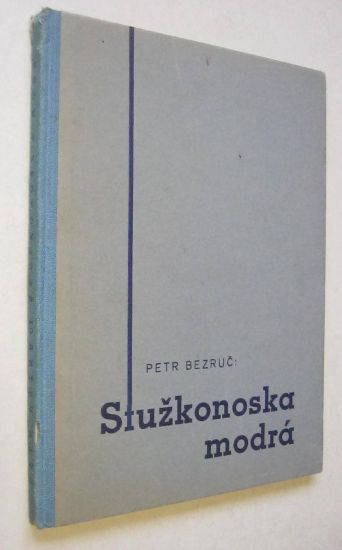 PETR BEZRUČ:
Stužkonoska
modrá